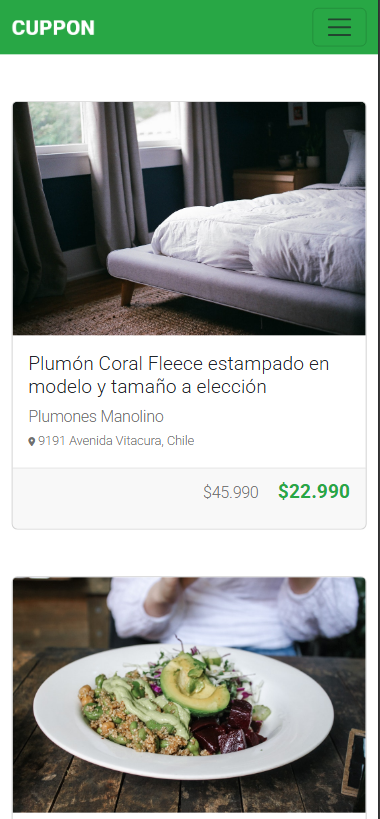 CUPPON
Plumón Coral Fleece estampado en
modelo y tamaño a elección
Plumones Manolino
9191 Avenida Vitacura, Chile
$45.990 $22.990